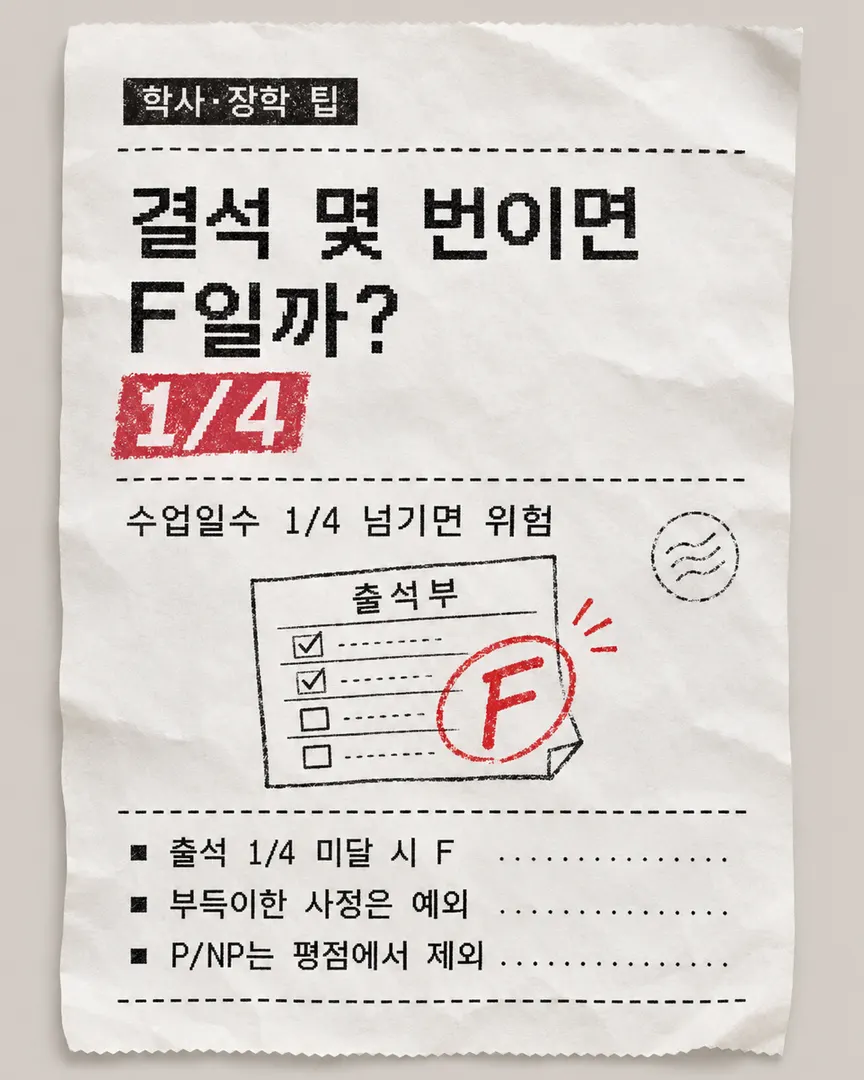 학사·장학 팁
결석 몇 번이면
F일까?
1/4
수업일수 1/4 넘기면 위험
출석부
F
■ 출석 1/4 미달 시 F ...............
■ 부득이한 사정은 예외 ...............
■ P/NP는 평점에서 제외 ...............